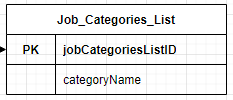 Job_Categories_List
PK jobCategoriesListID
categoryName